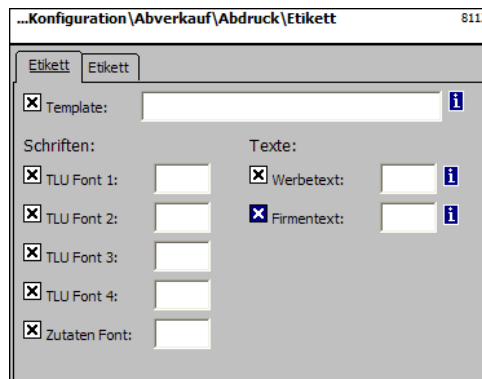 ...Konfiguration\Abverkauf\Abdruck\Etikett
Etikett Etikett
Template:
Schriften: Texte:
TLU Font 1: Werbetext:
TLU Font 2: Firmentext:
TLU Font 3:
TLU Font 4:
Zutaten Font: